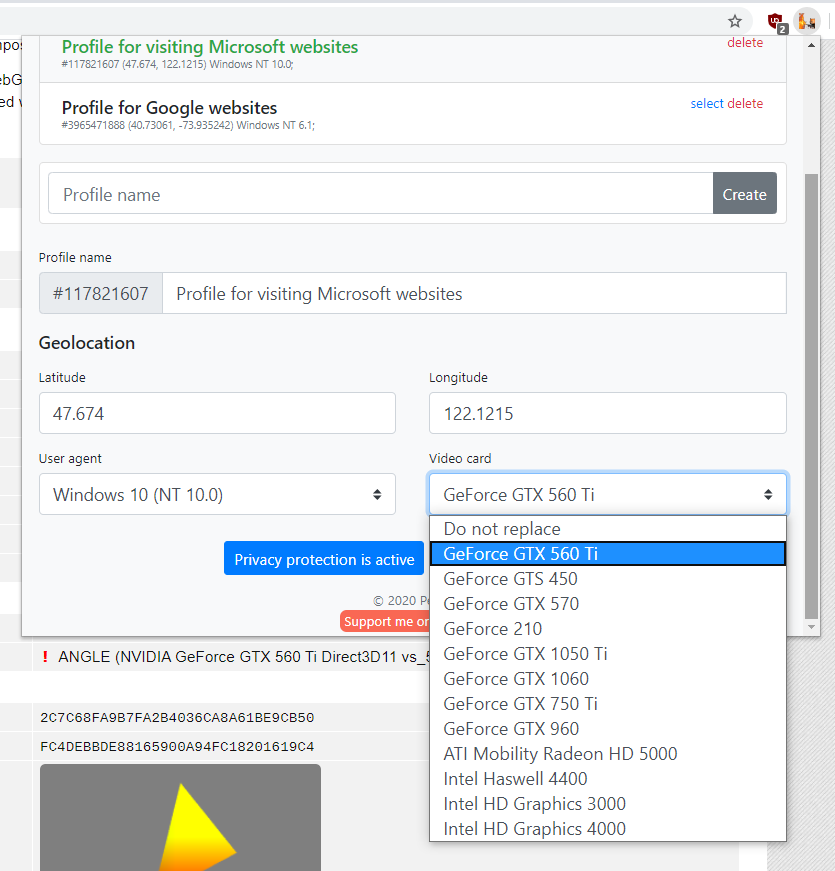 2
mpos
Profile for visiting Microsoft websites
delete
#117821607 (47.674, 122.1215) Windows NT 10.0;
ebG
ed v
Profile for Google websites
select delete
#3965471888 (40.73061, -73.935242) Windows NT 6.1;
Profile name
Create
Profile name
#117821607
Profile for visiting Microsoft websites
Geolocation
Latitude
Longitude
47.674
122.1215
User agent
Video card
Windows 10 (NT 10.0)
GeForce GTX 560 Ti
Do not replace
GeForce GTX 560 Ti
GeForce GTS 450
GeForce GTX 570
GeForce 210
GeForce GTX 1050 Ti
GeForce GTX 1060
GeForce GTX 750 Ti
GeForce GTX 960
ATI Mobility Radeon HD 5000
Intel Haswell 4400
Intel HD Graphics 3000
Intel HD Graphics 4000
Privacy protection is active
© 2020 Pe
Support me on
! ANGLE (NVIDIA GeForce GTX 560 Ti Direct3D11 vs_5
2C7C68FA9B7FA2B4036CA8A61BE9CB50
FC4DEBBDE88165900A94FC18201619C4